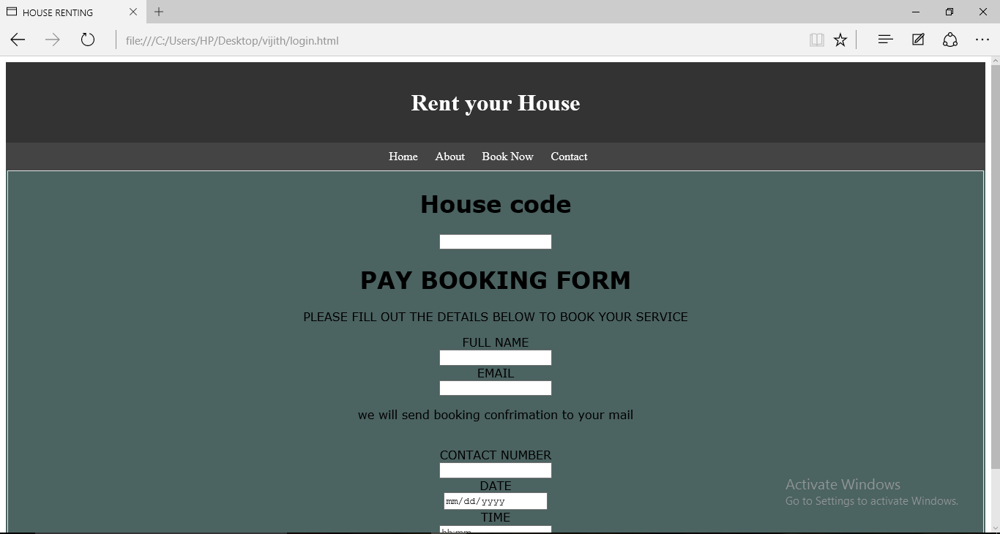 HOUSE RENTING
file:///C:/Users/HP/Desktop/vijith/login.html
Rent your House
Home About Book Now Contact
House code
PAY BOOKING FORM
PLEASE FILL OUT THE DETAILS BELOW TO BOOK YOUR SERVICE
FULL NAME
EMAIL
we will send booking confrimation to your mail
CONTACT NUMBER
DATE
mm/dd/yyyy
TIME
hh:mm
Activate Windows
Go to Settings to activate Windows.